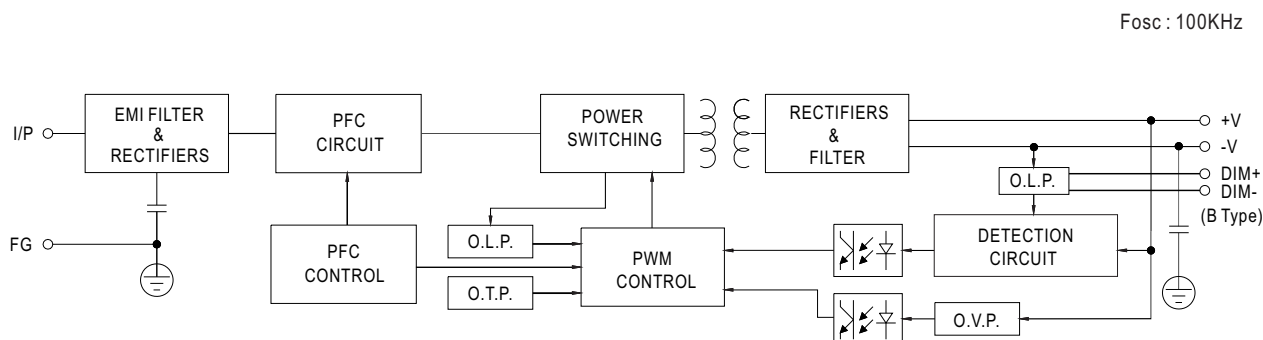 Fosc : 100KHz
I/P
EMI FILTER
&
RECTIFIERS
PFC
CIRCUIT
POWER
SWITCHING
RECTIFIERS
&
FILTER
+V
-V
DIM+
DIM-
(B Type)
O.L.P.
FG
PFC
CONTROL
O.L.P.
O.T.P.
PWM
CONTROL
DETECTION
CIRCUIT
O.V.P.